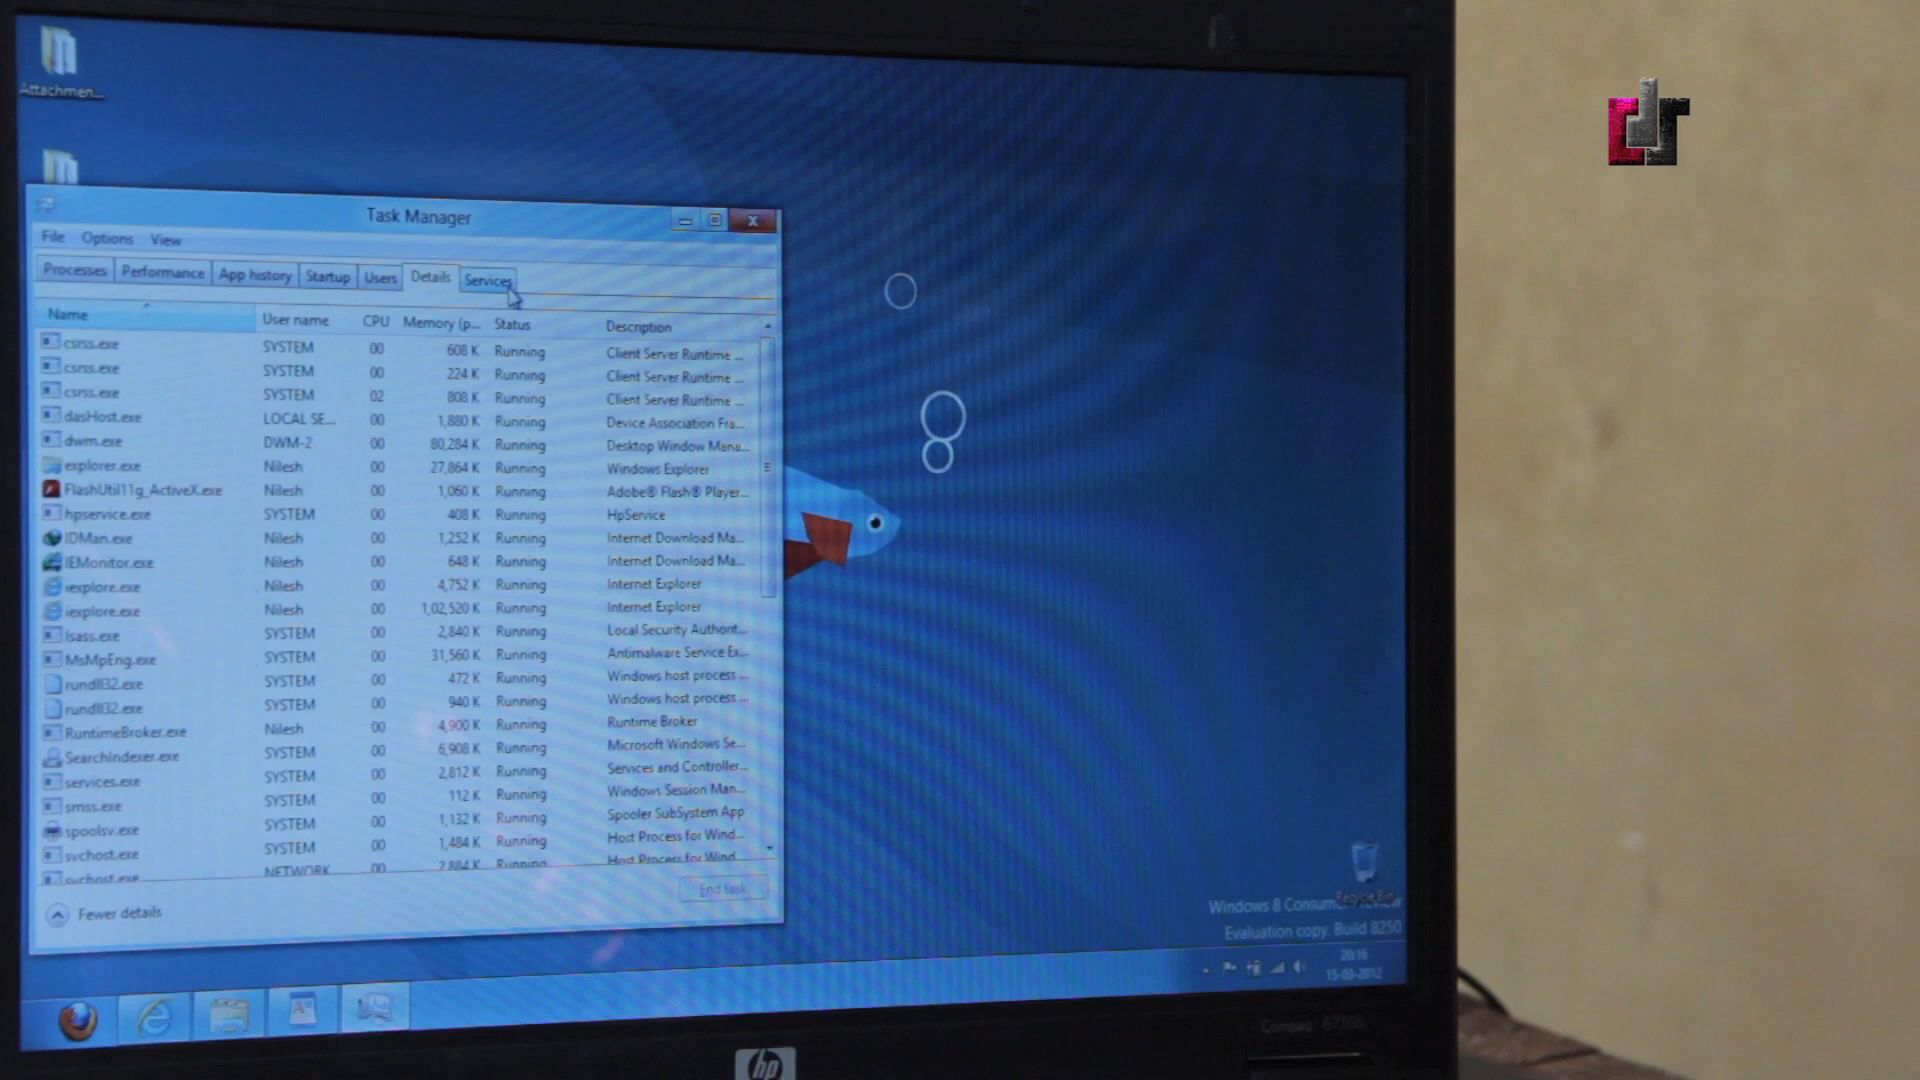 Attachmen...
Task Manager
File Options View
Processes Performance App history Startup Users Details Services
Name User name CPU Memory (p... Status Description
csrss.exe SYSTEM 00 608 K Running Client Server Runtime ...
csrss.exe SYSTEM 00 224 K Running Client Server Runtime ...
csrss.exe SYSTEM 02 808 K Running Client Server Runtime ...
dasHost.exe LOCAL SE... 00 1,880 K Running Device Association Fra...
dwm.exe DWM-2 00 80,284 K Running Desktop Window Mana...
explorer.exe Nilesh 00 27,864 K Running Windows Explorer
FlashUtil11g_ActiveX.exe Nilesh 00 1,060 K Running Adobe® Flash® Player...
hpservice.exe SYSTEM 00 408 K Running HpService
IDMan.exe Nilesh 00 1,252 K Running Internet Download Ma...
IEMonitor.exe Nilesh 00 648 K Running Internet Download Ma...
iexplore.exe Nilesh 00 4,752 K Running Internet Explorer
iexplore.exe Nilesh 00 1,02,520 K Running Internet Explorer
lsass.exe SYSTEM 00 2,840 K Running Local Security Authorit...
MsMpEng.exe SYSTEM 00 31,560 K Running Antimalware Service Ex...
rundll32.exe SYSTEM 00 472 K Running Windows host process ...
rundll32.exe SYSTEM 00 940 K Running Windows host process ...
RuntimeBroker.exe Nilesh 00 4,900 K Running Runtime Broker
SearchIndexer.exe SYSTEM 00 6,908 K Running Microsoft Windows Se...
services.exe SYSTEM 00 2,812 K Running Services and Controller...
smss.exe SYSTEM 00 112 K Running Windows Session Man...
spoolsv.exe SYSTEM 00 1,132 K Running Spooler SubSystem App
svchost.exe SYSTEM 00 1,484 K Running Host Process for Wind...
svchost.exe NETWORK 00 2,884 K Running Host Process for Wind
End task
Fewer details
Recycle Bin
Windows 8 Consum
Evaluation copy. Build 8250
20:16
15-03-2012
Compaq 6710b
hp